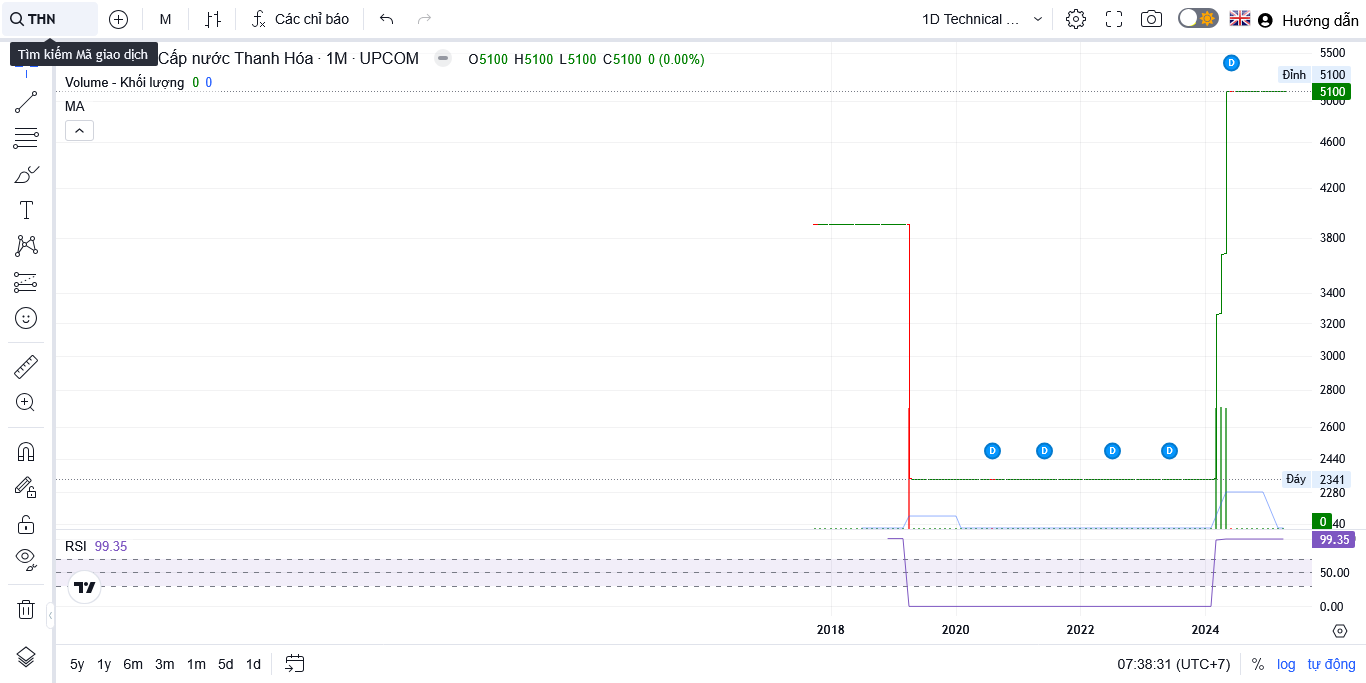 THN
M
Các chỉ báo
1D Technical ...
Hướng dẫn
Tìm kiếm Mã giao dịch
Cấp nước Thanh Hóa · 1M · UPCOM
O5100 H5100 L5100 C5100 0 (0.00%)
Volume - Khối lượng 0 0
MA
D
5500
Đỉnh 5100
5100
5000
4600
4200
3800
3400
3200
3000
2800
2600
D D D D
2440
Đáy 2341
2280
0
40
RSI 99.35
99.35
50.00
0.00
2018 2020 2022 2024
5y 1y 6m 3m 1m 5d 1d
07:38:31 (UTC+7)
% log tự động